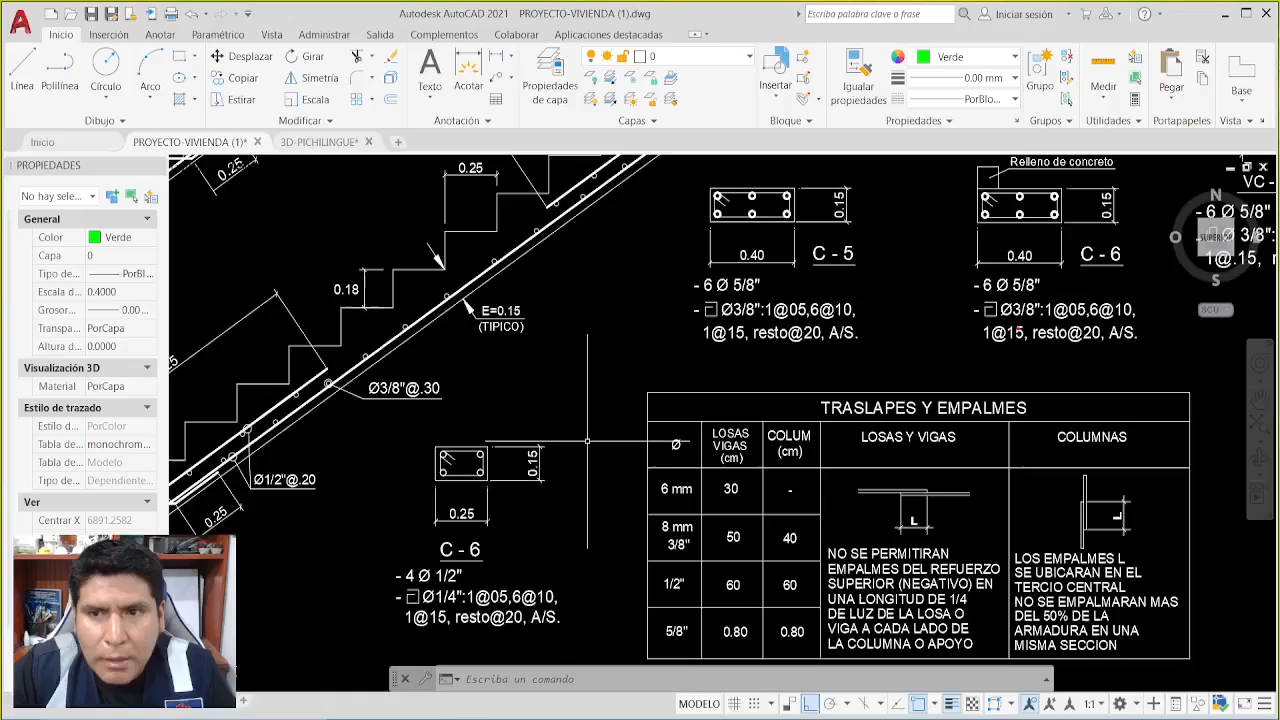 Autodesk AutoCAD 2021 PROYECTO-VIVIENDA (1).dwg
Escriba palabra clave o frase
Iniciar sesión
Inicio Inserción Anotar Paramétrico Vista Administrar Salida Complementos Colaborar Aplicaciones destacadas
Línea Polilínea Círculo Arco
Desplazar Girar
Copiar Simetría
Estirar Escala
Texto Acotar
Propiedades de capa
0
Insertar
Igualar propiedades
Verde
0.00 mm
PorBlo...
Grupo Medir Pegar Base
Dibujo Modificar Anotación Capas Bloque Propiedades Grupos Utilidades Portapapeles Vista
Inicio PROYECTO-VIVIENDA (1)* 3D-PICHILINGUE*
PROPIEDADES
No hay sele...
General
Color Verde
Capa 0
Tipo de... PorBl...
Escala d... 0.4000
Grosor... 0.00...
Transpa... PorCapa
Altura d... 0.0000
Visualización 3D
Material PorCapa
Estilo de trazado
Estilo d... PorColor
Tabla de... monochrom...
Tabla de... Modelo
Tipo de... Dependiente...
Ver
Centrar X 6891.2582
0.25
0.25
0.18
E=0.15
(TIPICO)
Ø3/8"@.30
Ø1/2"@.20
0.25
0.15
0.25
C - 6
- 4 Ø 1/2"
- Ø1/4":1@05,6@10,
1@15, resto@20, A/S.
0.15
0.40
C - 5
- 6 Ø 5/8"
- Ø3/8":1@05,6@10,
1@15, resto@20, A/S.
Relleno de concreto
0.15
0.40
C - 6
- 6 Ø 5/8"
- Ø3/8":1@05,6@10,
1@15, resto@20, A/S.
VC -
- 6 Ø 5/8"
Ø 3/8":
1@.15, re
N
O
SUPERIOR
S
SCU
TRASLAPES Y EMPALMES
Ø
LOSAS
VIGAS
(cm)
COLUM
(cm)
LOSAS Y VIGAS
COLUMNAS
6 mm 30 -
8 mm
3/8"
50 40
1/2" 60 60
5/8" 0.80 0.80
L
NO SE PERMITIRAN
EMPALMES DEL REFUERZO
SUPERIOR (NEGATIVO) EN
UNA LONGITUD DE 1/4
DE LUZ DE LA LOSA O
VIGA A CADA LADO DE
LA COLUMNA O APOYO
L
LOS EMPALMES L
SE UBICARAN EN EL
TERCIO CENTRAL
NO SE EMPALMARAN MAS
DEL 50% DE LA
ARMADURA EN UNA
MISMA SECCION
Escriba un comando
MODELO
1:1